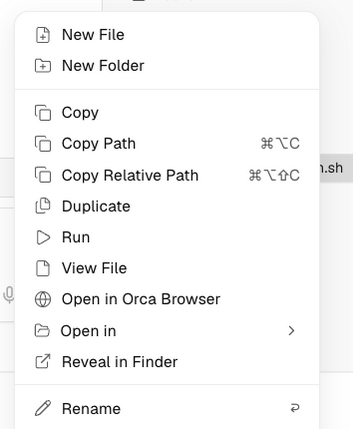 New File
New Folder
Copy
Copy Path ⌘⌥C
Copy Relative Path ⌘⌥⇧C
.sh
Duplicate
Run
View File
Open in Orca Browser
Open in
Reveal in Finder
Rename